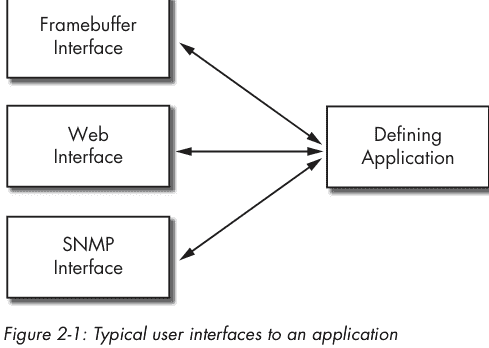 Framebuffer
Interface
Web
Interface
Defining
Application
SNMP
Interface
Figure 2-1: Typical user interfaces to an application